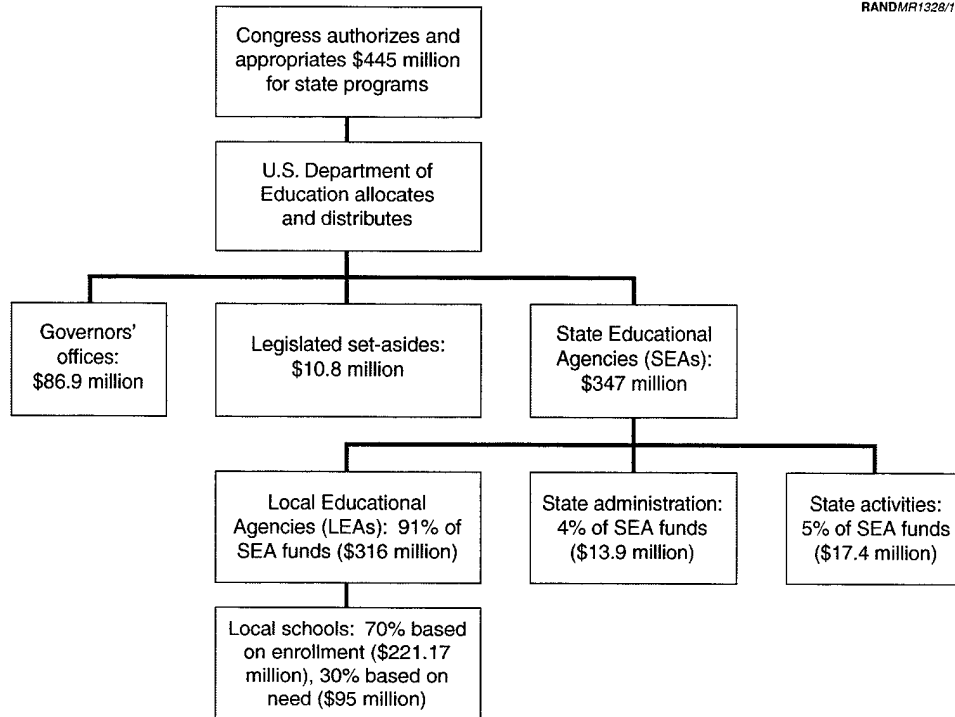 RANDMR1328/1
Congress authorizes and
appropriates $445 million
for state programs
U.S. Department of
Education allocates
and distributes
Governors'
offices:
$86.9 million
Legislated set-asides:
$10.8 million
State Educational
Agencies (SEAs):
$347 million
Local Educational
Agencies (LEAs): 91% of
SEA funds ($316 million)
State administration:
4% of SEA funds
($13.9 million)
State activities:
5% of SEA funds
($17.4 million)
Local schools: 70% based
on enrollment ($221.17
million), 30% based on
need ($95 million)